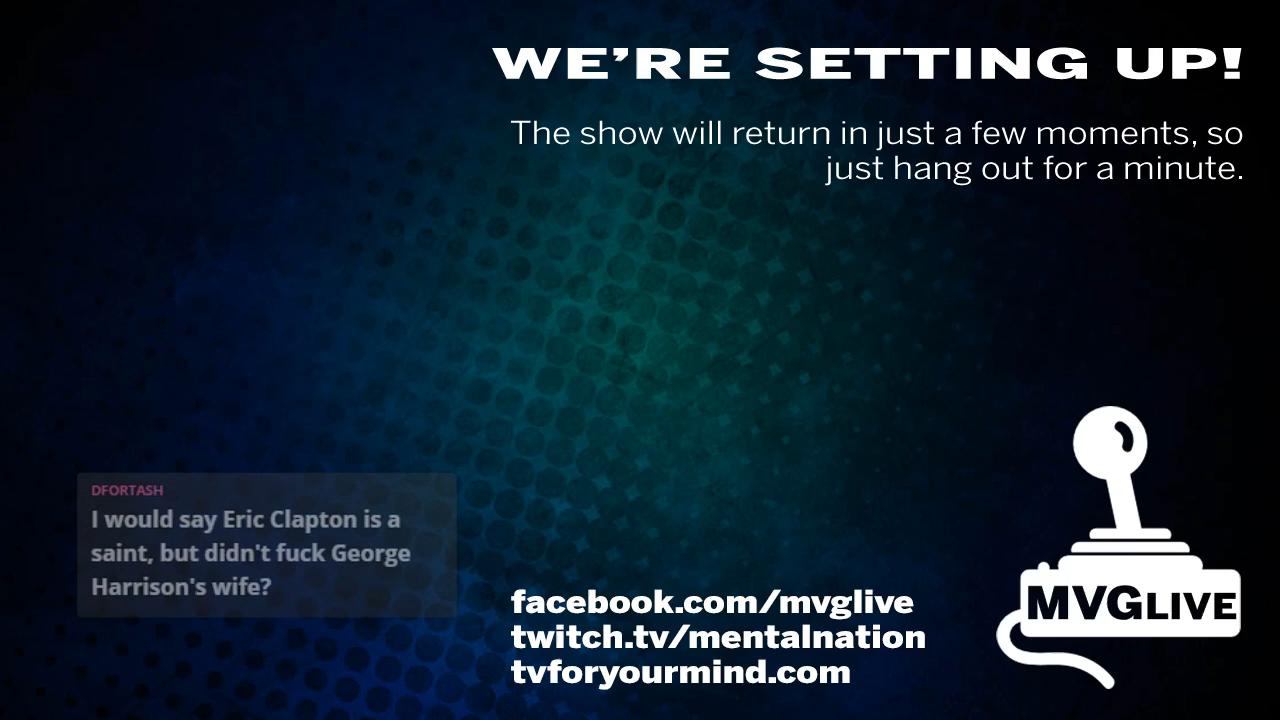 WE'RE SETTING UP!
The show will return in just a few moments, so
just hang out for a minute.
DFORTASH
I would say Eric Clapton is a
saint, but didn't fuck George
Harrison's wife?
facebook.com/mvglive
twitch.tv/mentalnation
tvforyourmind.com
MVGLIVE